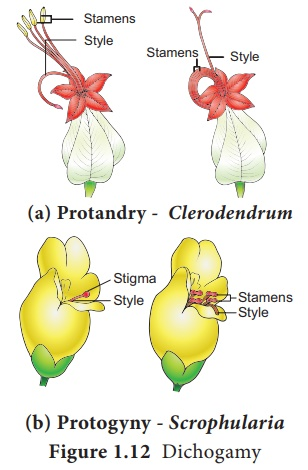 Stamens
Style
Stamens
Style
(a) Protandry - Clerodendrum
Stigma
Style
Stamens
Style
(b) Protogyny - Scrophularia
Figure 1.12 Dichogamy